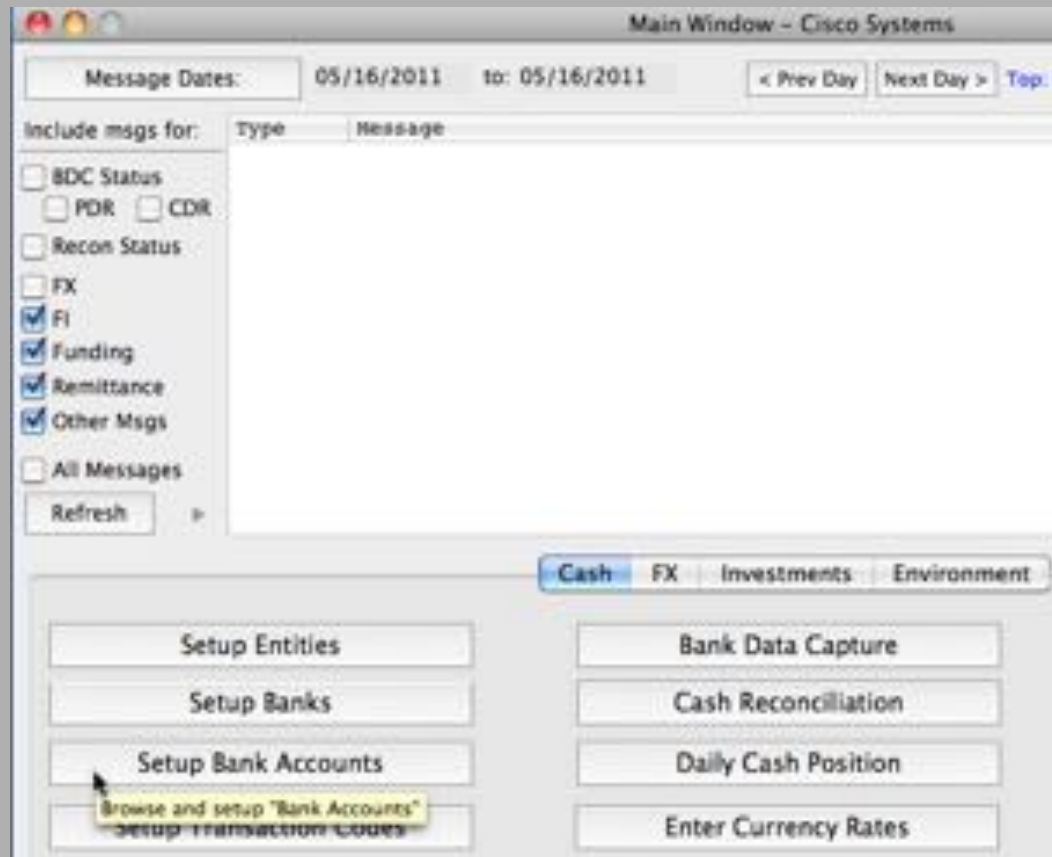 Main Window - Cisco Systems
Message Dates: 05/16/2011 to: 05/16/2011 < Prev Day Next Day > Top:
Include msgs for: Type Message
BDC Status
PDR CDR
Recon Status
FX
FI
Funding
Remittance
Other Msgs
All Messages
Refresh
Cash FX Investments Environment
Setup Entities Bank Data Capture
Setup Banks Cash Reconciliation
Setup Bank Accounts Daily Cash Position
Browse and setup "Bank Accounts"
Setup Transaction Codes Enter Currency Rates